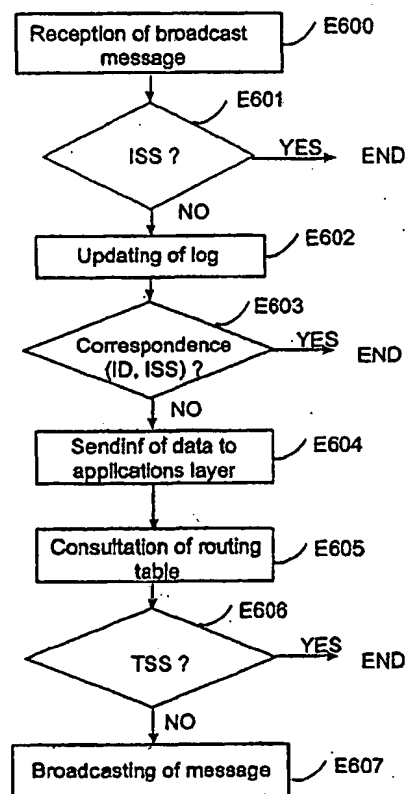 Reception of broadcast
message
E600
E601
ISS ?
YES
END
NO
Updating of log
E602
E603
Correspondence
(ID, ISS) ?
YES
END
NO
Sendinf of data to
applications layer
E604
Consultation of routing
table
E605
E606
TSS ?
YES
END
NO
Broadcasting of message
E607